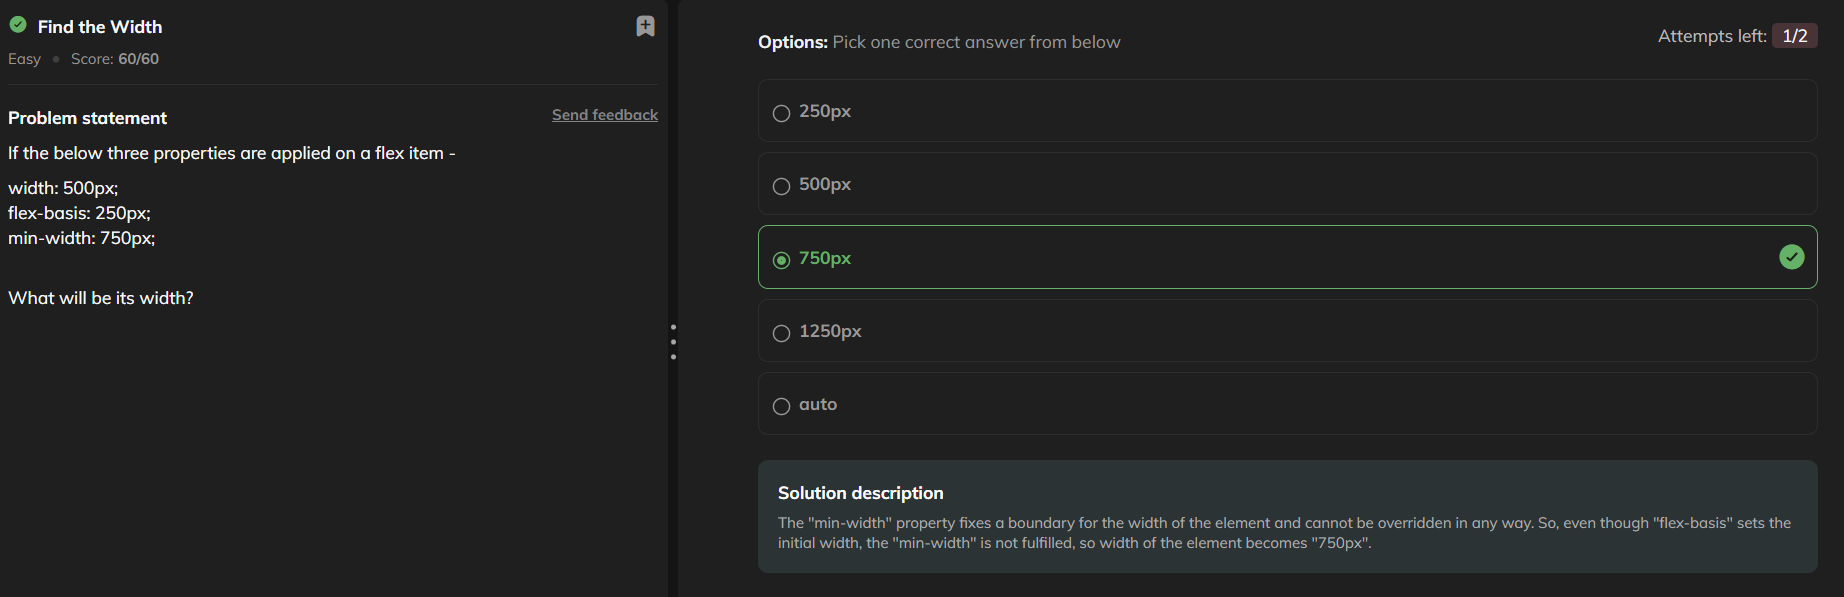 Find the Width
Easy • Score: 60/60
Problem statement
Send feedback
If the below three properties are applied on a flex item -
width: 500px;
flex-basis: 250px;
min-width: 750px;
What will be its width?
Options: Pick one correct answer from below
Attempts left: 1/2
250px
500px
750px
1250px
auto
Solution description
The "min-width" property fixes a boundary for the width of the element and cannot be overridden in any way. So, even though "flex-basis" sets the
initial width, the "min-width" is not fulfilled, so width of the element becomes "750px".